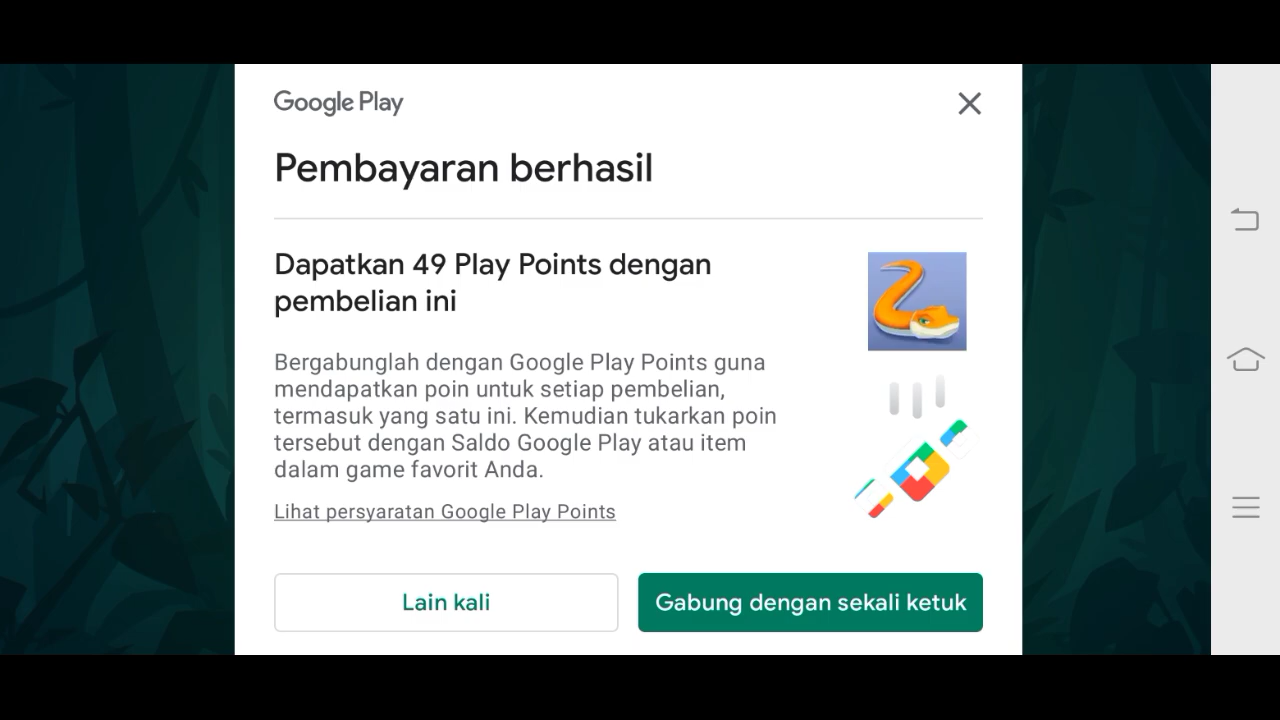 Google Play
Pembayaran berhasil
Dapatkan 49 Play Points dengan
pembelian ini
Bergabunglah dengan Google Play Points guna
mendapatkan poin untuk setiap pembelian,
termasuk yang satu ini. Kemudian tukarkan poin
tersebut dengan Saldo Google Play atau item
dalam game favorit Anda.
Lihat persyaratan Google Play Points
Lain kali
Gabung dengan sekali ketuk